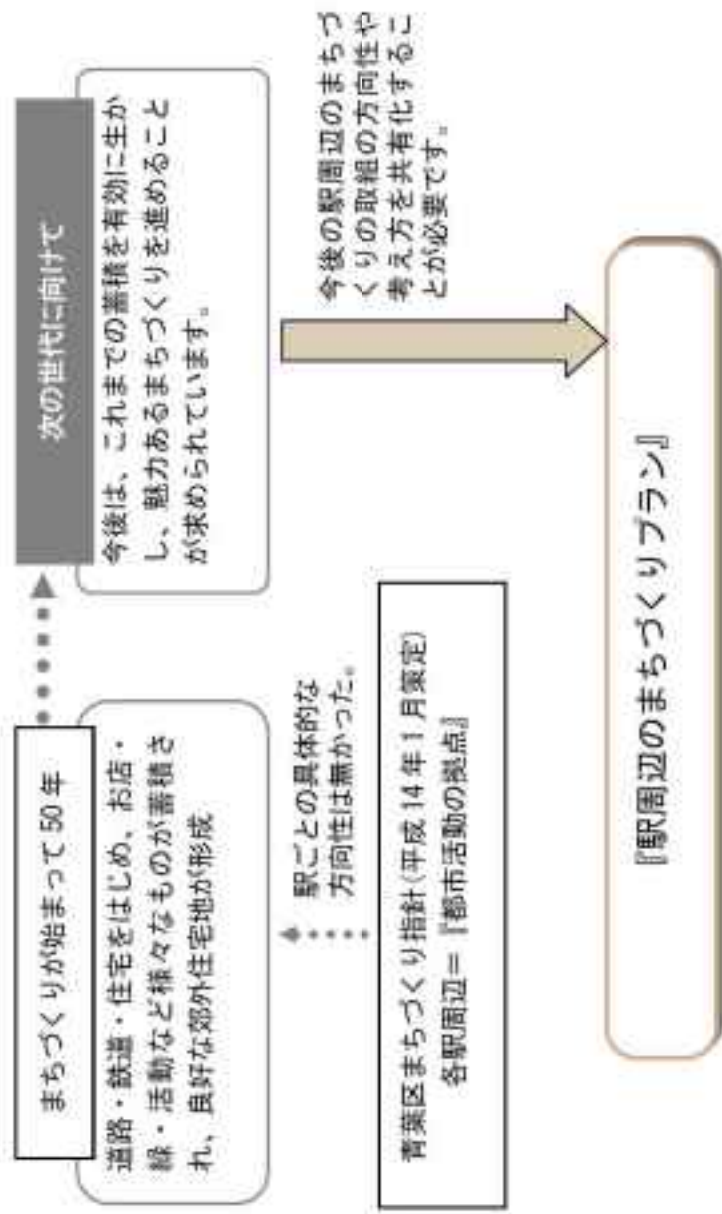 まちづくりが始まって 50 年
道路・鉄道・住宅をはじめ、お店・
緑・活動など様々なものが蓄積さ
れ、良好な郊外住宅地が形成
次の世代に向けて
今後は、これまでの蓄積を有効に生か
し、魅力あるまちづくりを進めること
が求められています。
駅ごとの具体的な
方向性は無かった。
青葉区まちづくり指針(平成 14 年 1 月策定)
各駅周辺＝『都市活動の拠点』
今後の駅周辺のまちづ
くりの取組の方向性や
考え方を共有化するこ
とが必要です。
『駅周辺のまちづくりプラン』